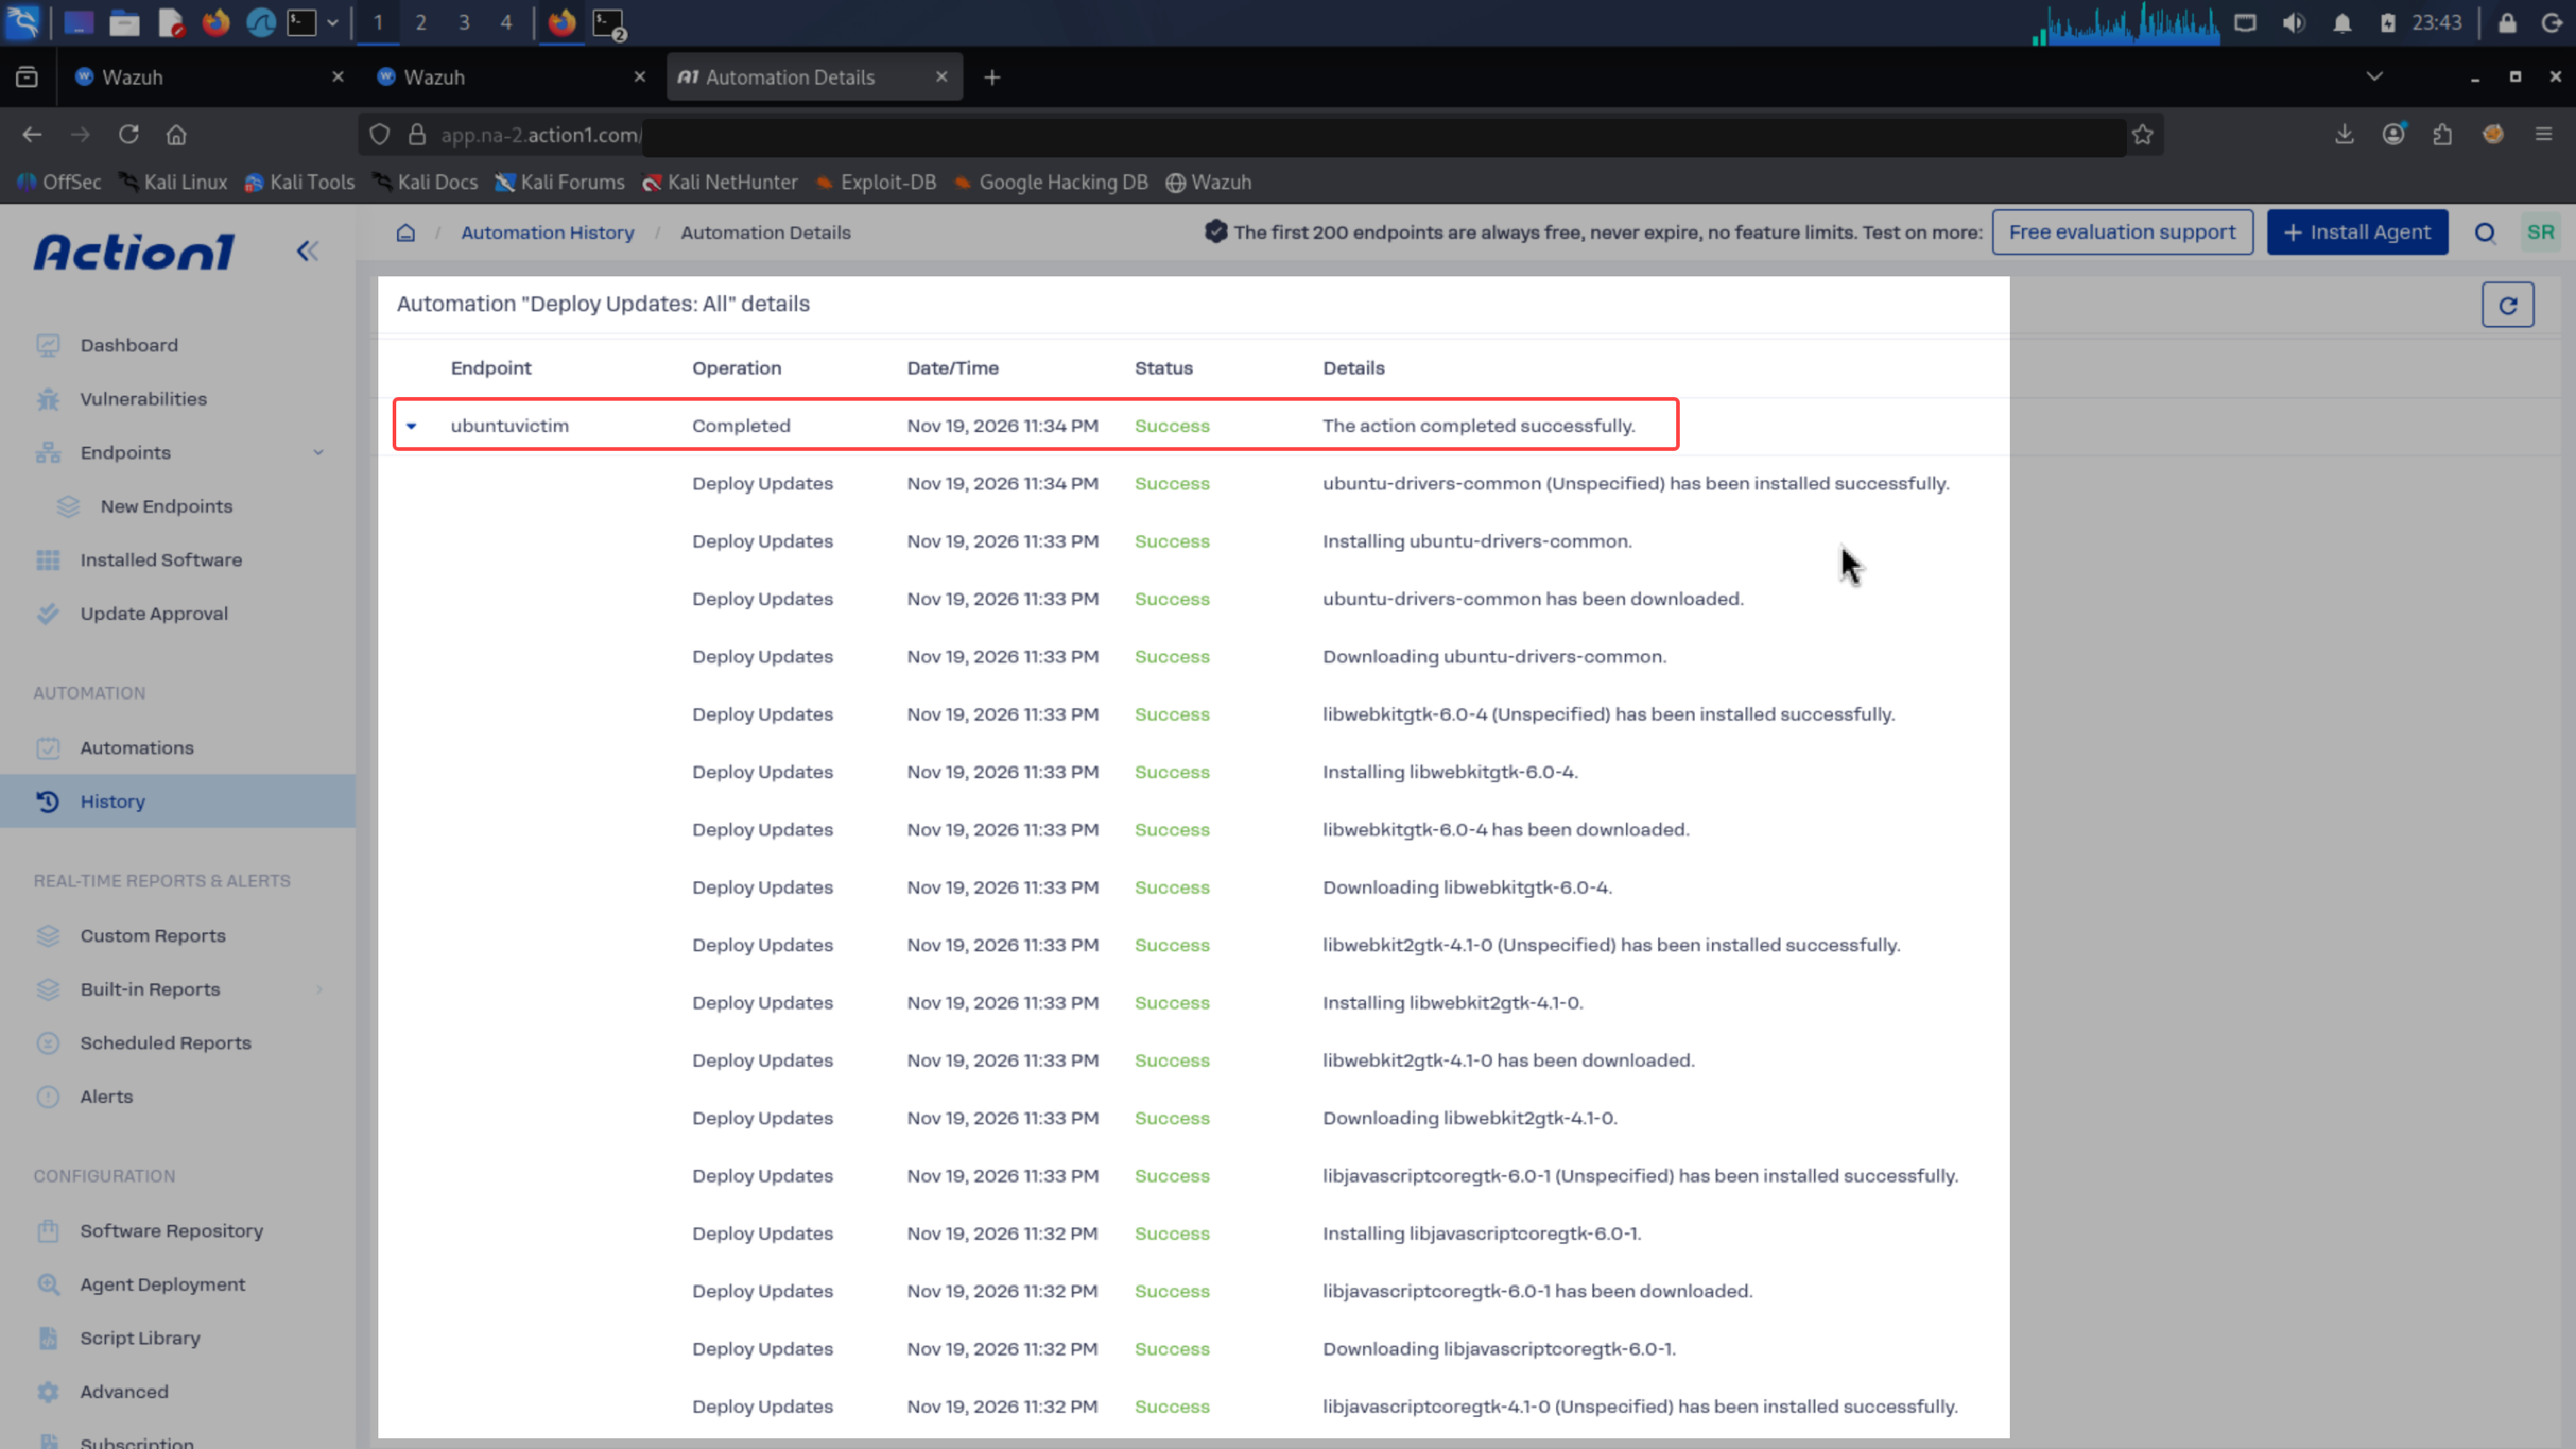 1 2 3 4 2 23:43
Wazuh Wazuh A1 Automation Details
app.na-2.action1.com/
OffSec Kali Linux Kali Tools Kali Docs Kali Forums Kali NetHunter Exploit-DB Google Hacking DB Wazuh
Action1
/ Automation History / Automation Details The first 200 endpoints are always free, never expire, no feature limits. Test on more: Free evaluation support + Install Agent SR
Dashboard
Vulnerabilities
Endpoints
New Endpoints
Installed Software
Update Approval
AUTOMATION
Automations
History
REAL-TIME REPORTS & ALERTS
Custom Reports
Built-in Reports
Scheduled Reports
Alerts
CONFIGURATION
Software Repository
Agent Deployment
Script Library
Advanced
Subscription
Automation "Deploy Updates: All" details
Endpoint Operation Date/Time Status Details
ubuntuvictim Completed Nov 19, 2026 11:34 PM Success The action completed successfully.
Deploy Updates Nov 19, 2026 11:34 PM Success ubuntu-drivers-common (Unspecified) has been installed successfully.
Deploy Updates Nov 19, 2026 11:33 PM Success Installing ubuntu-drivers-common.
Deploy Updates Nov 19, 2026 11:33 PM Success ubuntu-drivers-common has been downloaded.
Deploy Updates Nov 19, 2026 11:33 PM Success Downloading ubuntu-drivers-common.
Deploy Updates Nov 19, 2026 11:33 PM Success libwebkitgtk-6.0-4 (Unspecified) has been installed successfully.
Deploy Updates Nov 19, 2026 11:33 PM Success Installing libwebkitgtk-6.0-4.
Deploy Updates Nov 19, 2026 11:33 PM Success libwebkitgtk-6.0-4 has been downloaded.
Deploy Updates Nov 19, 2026 11:33 PM Success Downloading libwebkitgtk-6.0-4.
Deploy Updates Nov 19, 2026 11:33 PM Success libwebkit2gtk-4.1-0 (Unspecified) has been installed successfully.
Deploy Updates Nov 19, 2026 11:33 PM Success Installing libwebkit2gtk-4.1-0.
Deploy Updates Nov 19, 2026 11:33 PM Success libwebkit2gtk-4.1-0 has been downloaded.
Deploy Updates Nov 19, 2026 11:33 PM Success Downloading libwebkit2gtk-4.1-0.
Deploy Updates Nov 19, 2026 11:33 PM Success libjavascriptcoregtk-6.0-1 (Unspecified) has been installed successfully.
Deploy Updates Nov 19, 2026 11:32 PM Success Installing libjavascriptcoregtk-6.0-1.
Deploy Updates Nov 19, 2026 11:32 PM Success libjavascriptcoregtk-6.0-1 has been downloaded.
Deploy Updates Nov 19, 2026 11:32 PM Success Downloading libjavascriptcoregtk-6.0-1.
Deploy Updates Nov 19, 2026 11:32 PM Success libjavascriptcoregtk-4.1-0 (Unspecified) has been installed successfully.